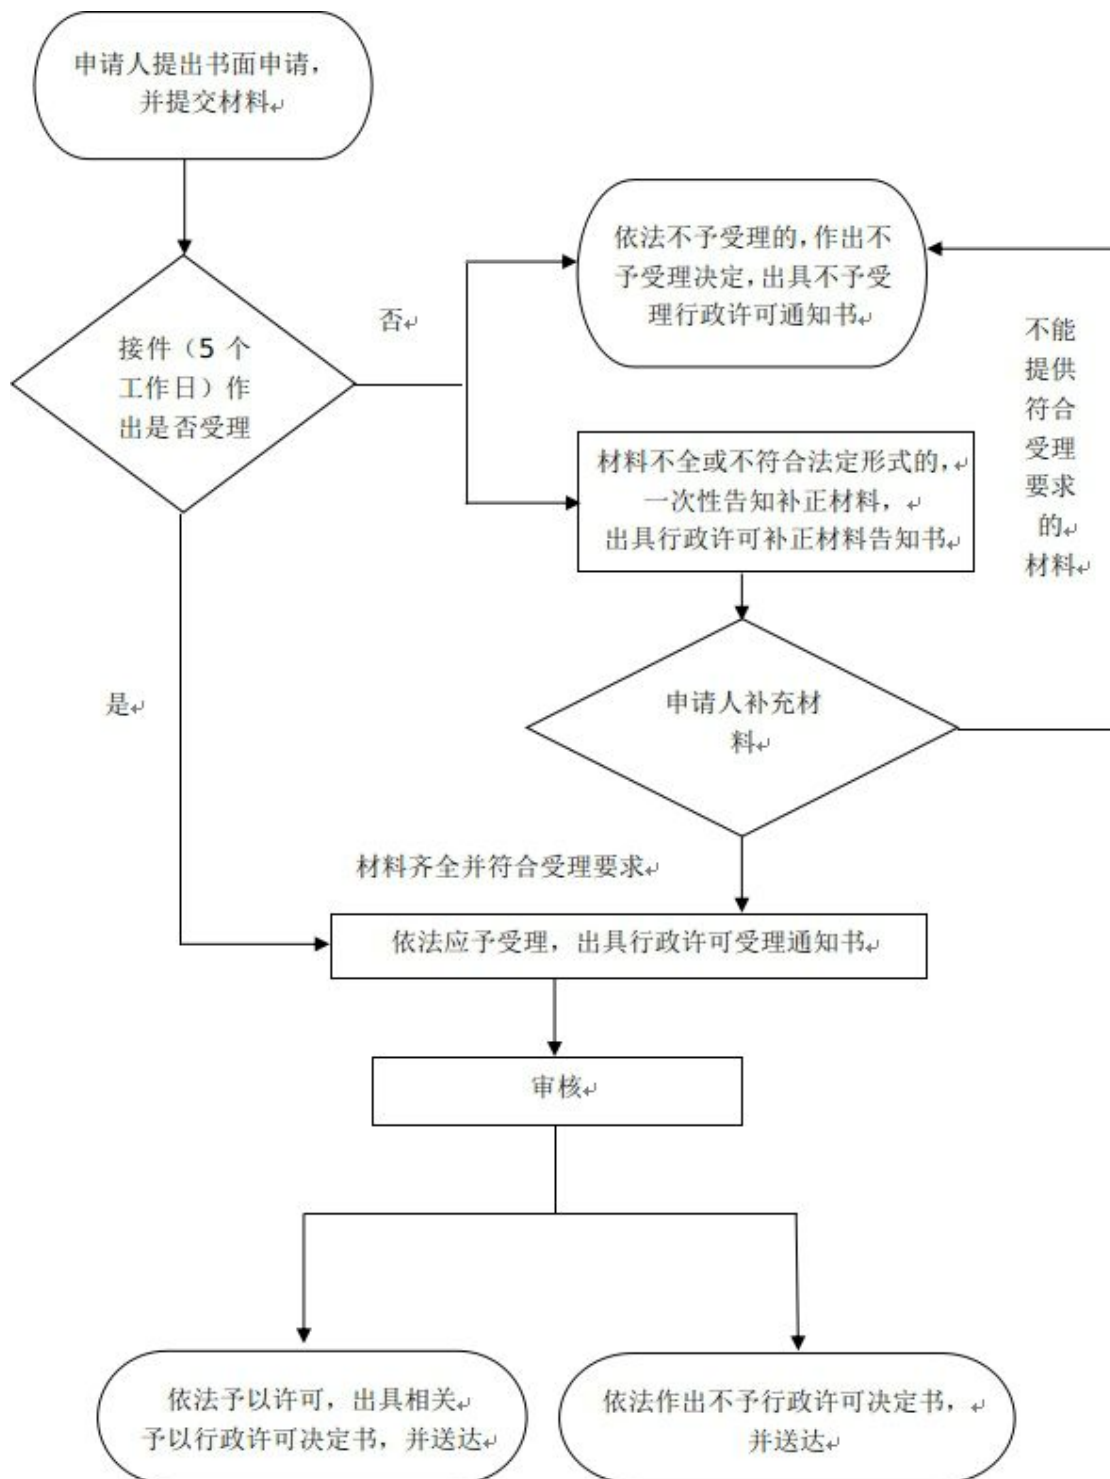 申请人提出书面申请，
并提交材料
依法不予受理的，作出不
予受理决定，出具不予受
理行政许可通知书
否
接件（5 个
工作日）作
出是否受理
不能
提供
符合
受理
要求
的
材料
材料不全或不符合法定形式的，
一次性告知补正材料，
出具行政许可补正材料告知书
是
申请人补充材
料
材料齐全并符合受理要求
依法应予受理，出具行政许可受理通知书
审核
依法予以许可，出具相关
予以行政许可决定书，并送达
依法作出不予行政许可决定书，
并送达